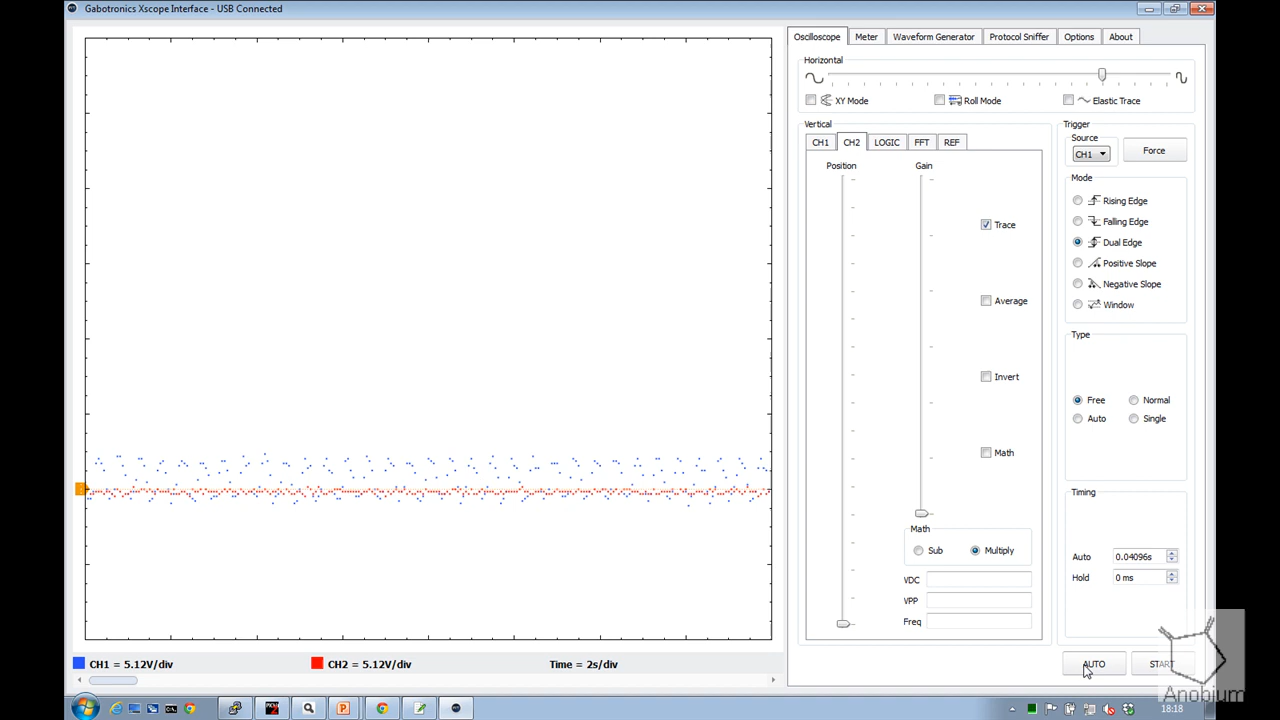 Gabotronics Xscope Interface - USB Connected
Oscilloscope Meter Waveform Generator Protocol Sniffer Options About
Horizontal
XY Mode Roll Mode Elastic Trace
Vertical
CH1 CH2 LOGIC FFT REF
Position Gain
Trace
Average
Invert
Math
Math
Sub Multiply
VDC
VPP
Freq
Trigger
Source
CH1 Force
Mode
Rising Edge
Falling Edge
Dual Edge
Positive Slope
Negative Slope
Window
Type
Free Normal
Auto Single
Timing
Auto 0.04096s
Hold 0 ms
AUTO START
CH1 = 5.12V/div CH2 = 5.12V/div Time = 2s/div
Anobium
18:18